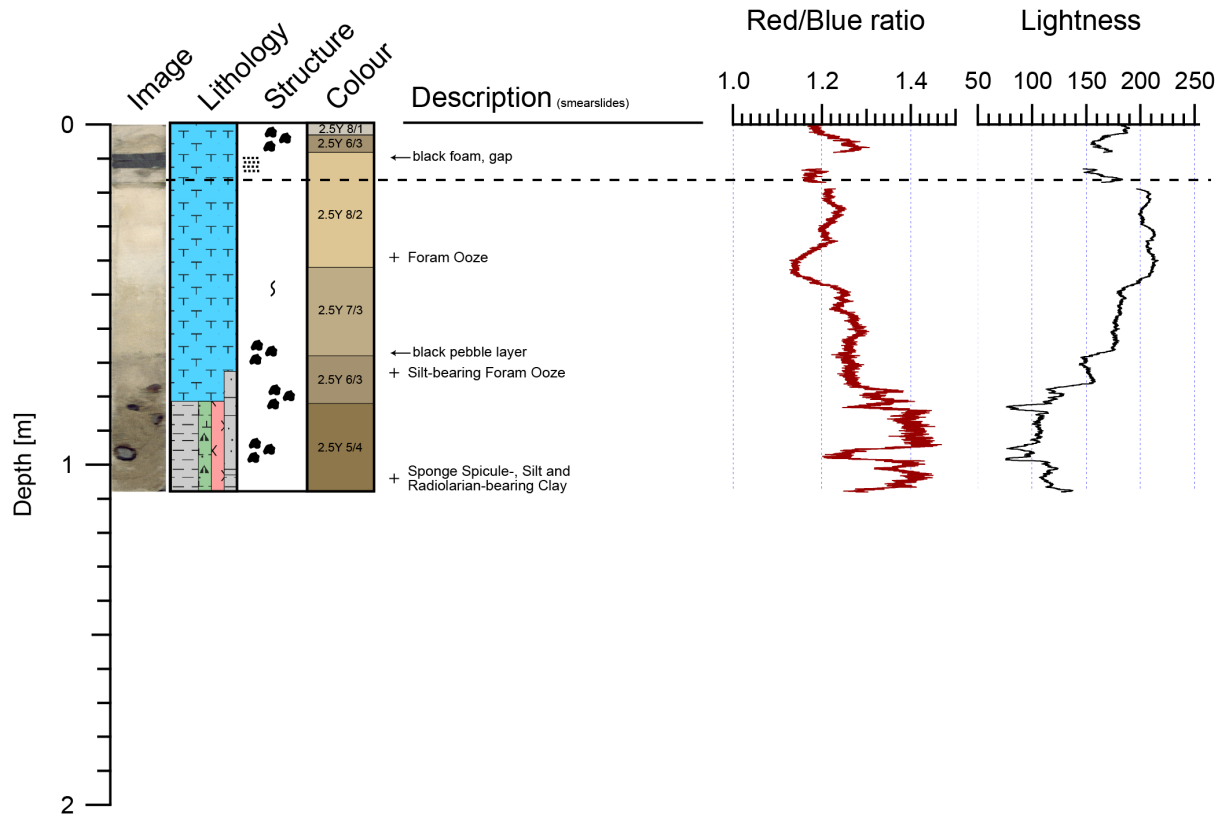 Image
Lithology
Structure
Colour
Description (smearslides)
Red/Blue ratio
Lightness
1.0 1.2 1.4
50 100 150 200 250
0
2.5Y 8/1
2.5Y 6/3
black foam, gap
2.5Y 8/2
Foram Ooze
2.5Y 7/3
black pebble layer
2.5Y 6/3
Silt-bearing Foram Ooze
2.5Y 5/4
Depth [m]
1
Sponge Spicule-, Silt and
Radiolarian-bearing Clay
2